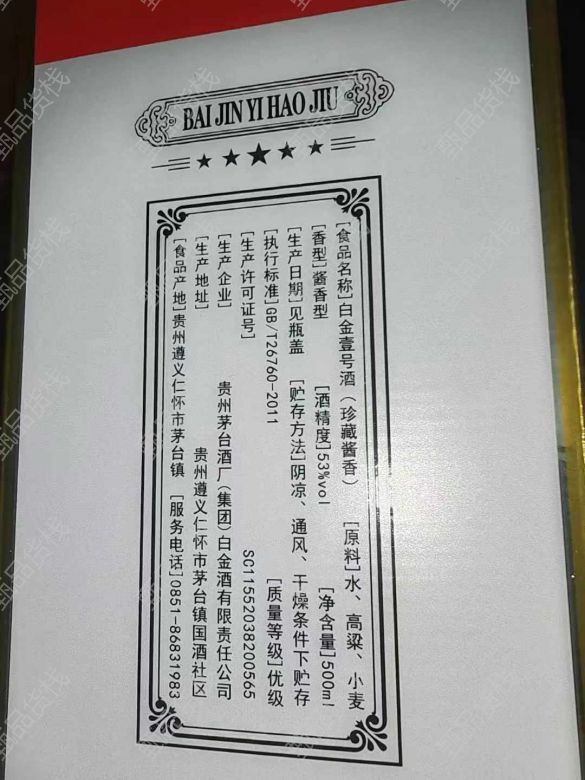 BAI JIN YI HAO JIU
[食品名称]白金壹号酒（珍藏酱香） [原料]水、高粱、小麦
[香型]酱香型 [酒精度]53%vol [净含量]500ml
[生产日期]见瓶盖 [贮存方法]阴凉、通风、干燥条件下贮存
[执行标准]GB/T26760-2011 [质量等级]优级
[生产许可证号] SC11552038200565
[生产企业] 贵州茅台酒厂(集团)白金酒有限责任公司
[生产地址] 贵州遵义仁怀市茅台镇国酒社区
[食品产地]贵州遵义仁怀市茅台镇 [服务电话]0851-86831983
甄品货栈